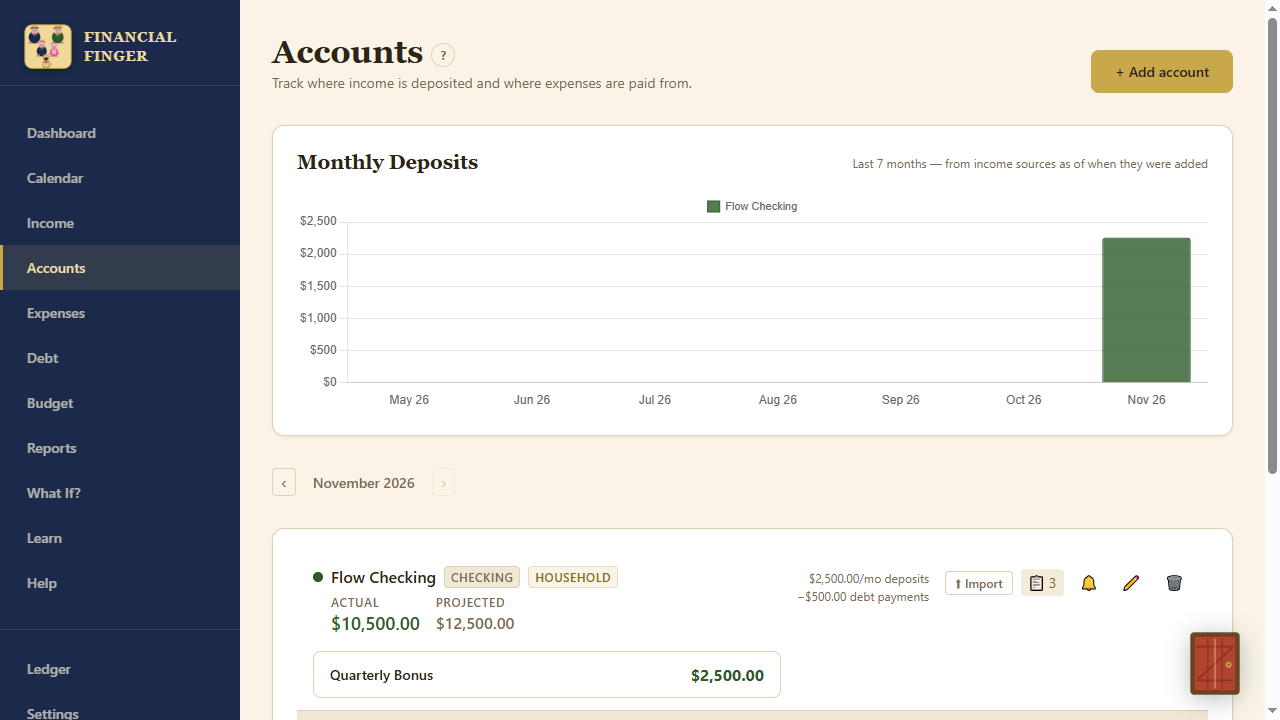 FINANCIAL
FINGER
Dashboard
Calendar
Income
Accounts
Expenses
Debt
Budget
Reports
What If?
Learn
Help
Ledger
Settings
Accounts ?
Track where income is deposited and where expenses are paid from.
+ Add account
Monthly Deposits
Last 7 months — from income sources as of when they were added
Flow Checking
$2,500
$2,000
$1,500
$1,000
$500
$0
May 26 Jun 26 Jul 26 Aug 26 Sep 26 Oct 26 Nov 26
‹ November 2026 ›
Flow Checking CHECKING HOUSEHOLD
ACTUAL PROJECTED
$10,500.00 $12,500.00
$2,500.00/mo deposits
−$500.00 debt payments
⬆ Import
3
Quarterly Bonus $2,500.00